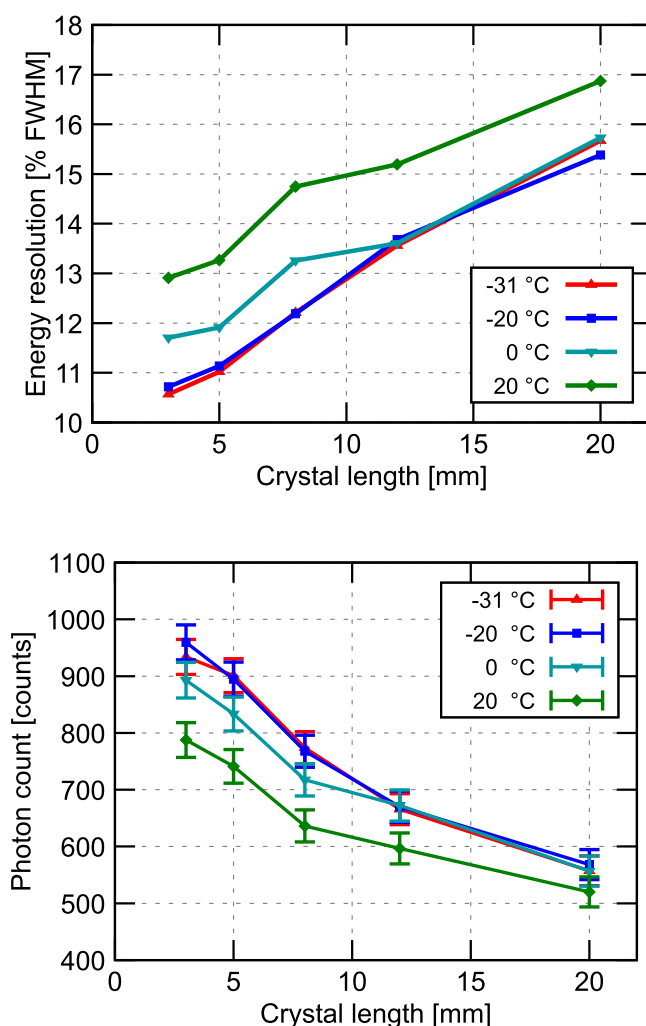 18
17
16
15
14
13
12
11
10
Energy resolution [% FWHM]
-31 °C
-20 °C
0 °C
20 °C
0 5 10 15 20
Crystal length [mm]
1100
1000
900
800
700
600
500
400
Photon count [counts]
-31 °C
-20 °C
0 °C
20 °C
0 5 10 15 20
Crystal length [mm]